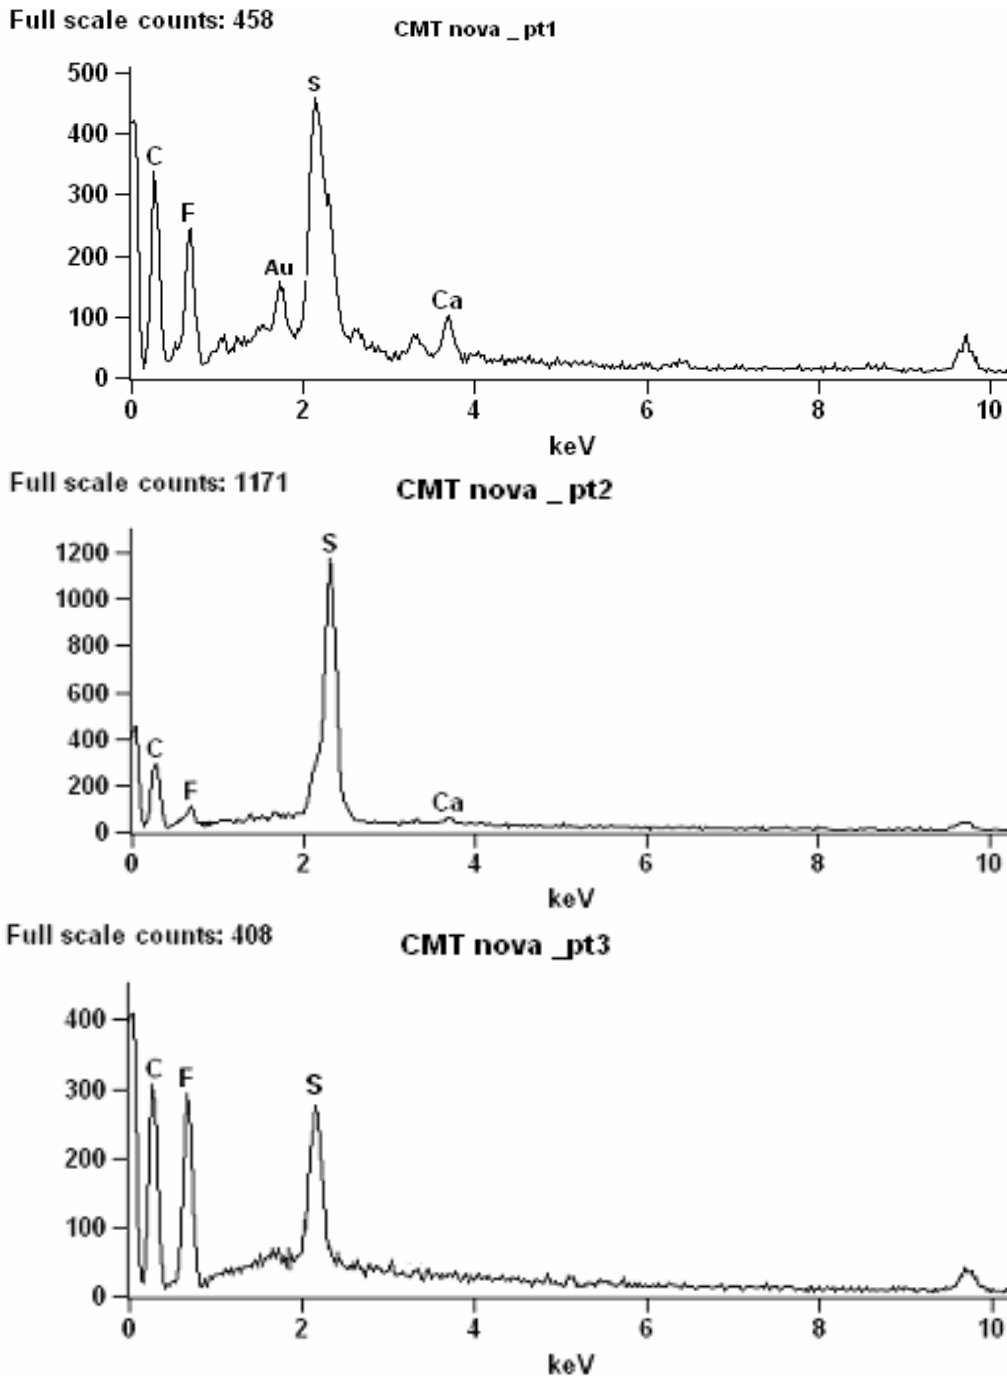 Full scale counts: 458
CMT nova _ pt1
500
400
300
200
100
0
C
F
Au
S
Ca
0 2 4 6 8 10
keV
Full scale counts: 1171
CMT nova _ pt2
1200
1000
800
600
400
200
0
C
F
S
Ca
0 2 4 6 8 10
keV
Full scale counts: 408
CMT nova _pt3
400
300
200
100
0
C
F
S
0 2 4 6 8 10
keV